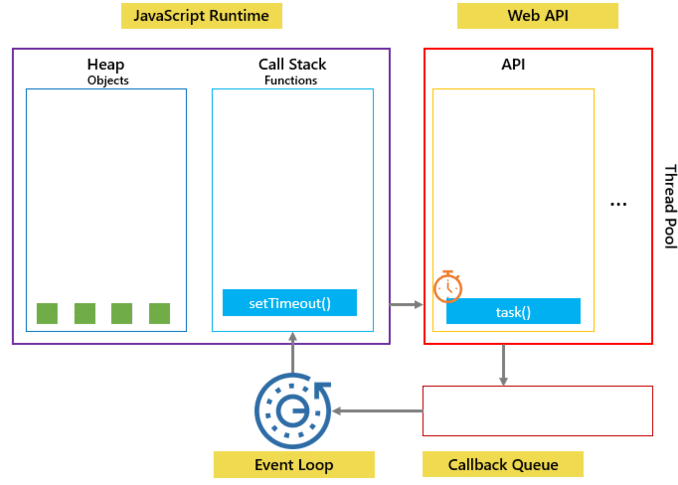 JavaScript Runtime
Web API
Heap
Objects
Call Stack
Functions
API
Thread Pool
...
setTimeout()
task()
Event Loop
Callback Queue